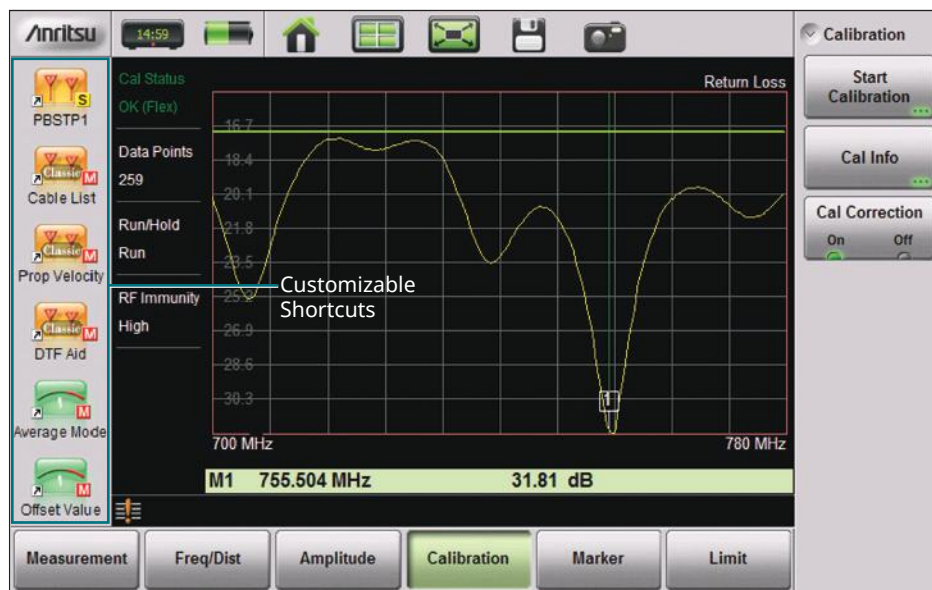 Anritsu
14:59
Calibration
PBSTP1
S
Cable List
Classic M
Prop Velocity
Classic M
DTF Aid
Classic M
Average Mode
M
Offset Value
M
Cal Status
OK (Flex)
Data Points
259
Run/Hold
Run
RF Immunity
High
Return Loss
16.7
18.4
20.1
21.8
23.5
25.2
26.9
28.6
30.3
Customizable
Shortcuts
1
700 MHz
780 MHz
M1 755.504 MHz 31.81 dB
Start
Calibration
Cal Info
Cal Correction
On Off
Measurement
Freq/Dist
Amplitude
Calibration
Marker
Limit